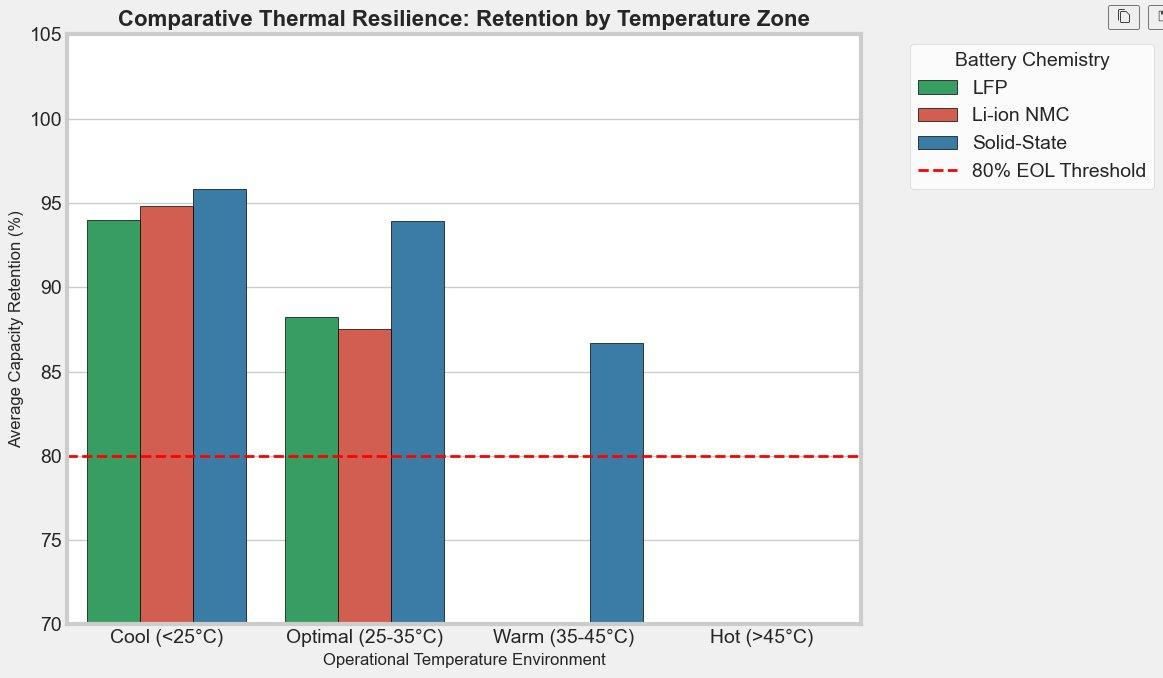 Comparative Thermal Resilience: Retention by Temperature Zone
105
100
95
90
85
80
75
70
Average Capacity Retention (%)
Cool (<25°C)
Optimal (25-35°C)
Warm (35-45°C)
Hot (>45°C)
Operational Temperature Environment
Battery Chemistry
LFP
Li-ion NMC
Solid-State
80% EOL Threshold